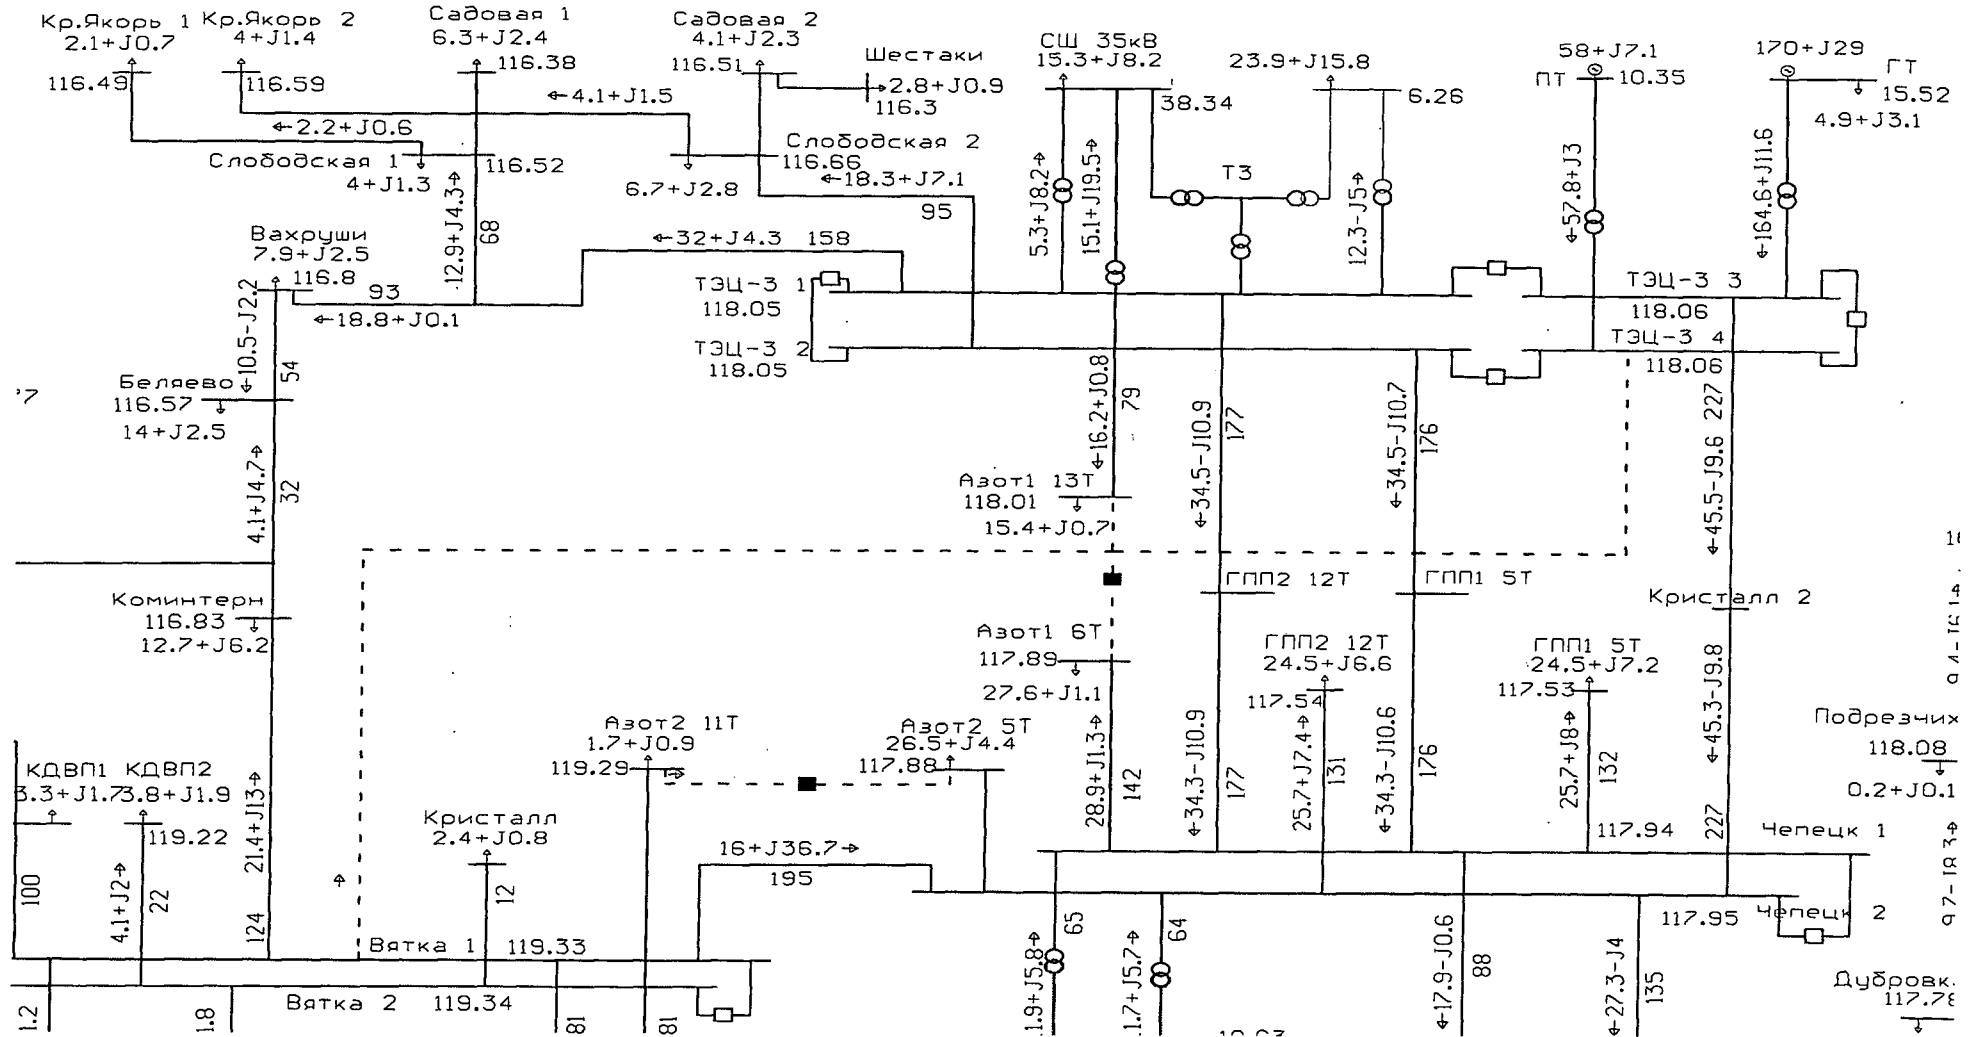 Кр.Якорь 1
2.1+J0.7
116.49
Кр.Якорь 2
4+J1.4
116.59
Садовая 1
6.3+J2.4
116.38
Садовая 2
4.1+J2.3
116.51
Шестаки
2.8+J0.9
116.3
←4.1+J1.5
←2.2+J0.6
Слободская 1
116.52
4+J1.3
Слободская 2
116.66
6.7+J2.8
←18.3+J7.1
95
СШ 35кВ
15.3+J8.2
38.34
23.9+J15.8
6.26
Т3
5.3+J8.2→
15.1+J19.5→
12.3-J5→
58+J7.1
ПТ
10.35
←57.8+J3
170+J29
ГТ
15.52
4.9+J3.1
←164.6+J11.6
Вахруши
7.9+J2.5
116.8
93
←18.8+J0.1
12.9+J4.3→
68
←32+J4.3 158
ТЭЦ-3 1
118.05
ТЭЦ-3 2
118.05
ТЭЦ-3 3
118.06
ТЭЦ-3 4
118.06
←10.5-J2.2
54
Беляево
116.57
14+J2.5
'7
4.1+J4.7→
32
←16.2+J0.8
79
←34.5-J10.9
177
←34.5-J10.7
176
←45.5-J9.6
227
Азот1 13Т
118.01
15.4+J0.7
Коминтерн
116.83
12.7+J6.2
ГПП2 12Т
ГПП1 5Т
Кристалл 2
Азот1 6Т
117.89
27.6+J1.1
ГПП2 12Т
24.5+J6.6
117.54
ГПП1 5Т
24.5+J7.2
117.53
Подрезчих
118.08
0.2+J0.1
Азот2 11Т
1.7+J0.9
119.29
Азот2 5Т
26.5+J4.4
117.88
28.9+J1.3→
142
←34.3-J10.9
177
25.7+J7.4→
131
←34.3-J10.6
176
25.7+J8→
132
←45.3-J9.8
227
КДВП1
3.3+J1.7
КДВП2
3.8+J1.9
119.22
21.4+J13→
124
100
4.1+J2→
22
Кристалл
2.4+J0.8
12
16+J36.7→
195
117.94
Чепецк 1
117.95
Чепецк 2
Вятка 1 119.33
Вятка 2 119.34
1.2
1.8
81
81
1.9+J5.8→
65
1.7+J5.7→
64
←17.9-J0.6
88
←27.3-J4
135
Дубровк.